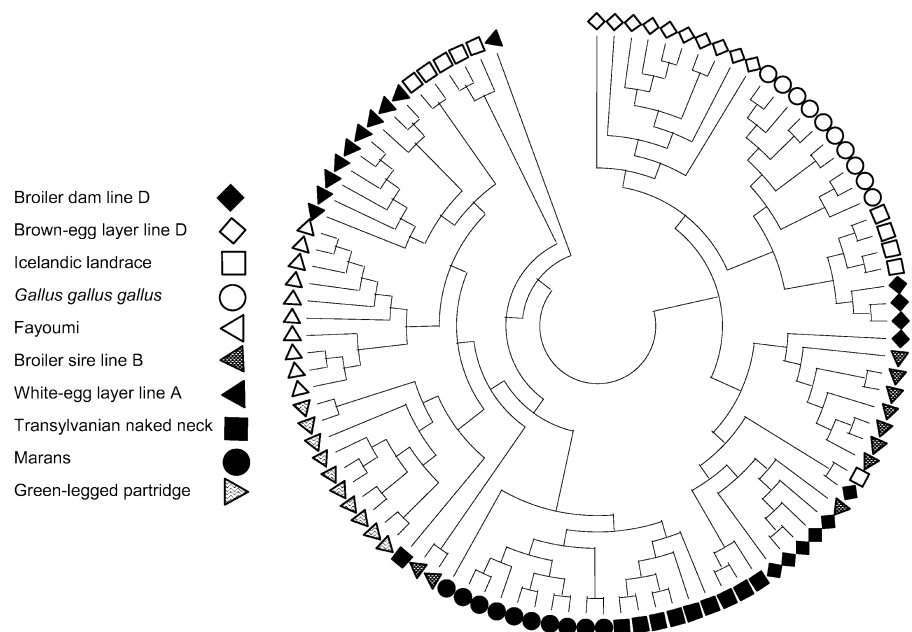 Broiler dam line D
Brown-egg layer line D
Icelandic landrace
Gallus gallus gallus
Fayoumi
Broiler sire line B
White-egg layer line A
Transylvanian naked neck
Marans
Green-legged partridge